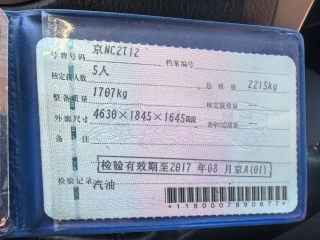 号牌号码 京NC2T12 档案编号
核定载人数 5人 总质量 2215kg
整备质量 1707kg 核定载质量 --
外廓尺寸 4630×1845×1645mm 准牵引总质量 --
备注
检验有效期至2017 年08 月京A(01)
检验记录 汽油
*1180007890677*